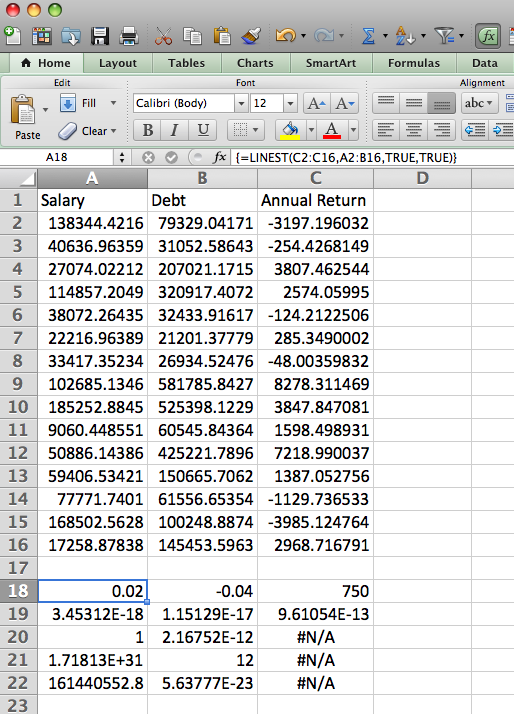 Home Layout Tables Charts SmartArt Formulas Data
Edit Font Alignment
Fill Calibri (Body) 12 A A abc
Paste Clear B I U A
A18 fx {=LINEST(C2:C16,A2:B16,TRUE,TRUE)}
A B C D
1 Salary Debt Annual Return
2 138344.4216 79329.04171 -3197.196032
3 40636.96359 31052.58643 -254.4268149
4 27074.02212 207021.1715 3807.462544
5 114857.2049 320917.4072 2574.05995
6 38072.26435 32433.91617 -124.2122506
7 22216.96389 21201.37779 285.3490002
8 33417.35234 26934.52476 -48.00359832
9 102685.1346 581785.8427 8278.311469
10 185252.8845 525398.1229 3847.847081
11 9060.448551 60545.84364 1598.498931
12 50886.14386 425221.7896 7218.990037
13 59406.53421 150665.7062 1387.052756
14 77771.7401 61556.65354 -1129.736533
15 168502.5628 100248.8874 -3985.124764
16 17258.87838 145453.5963 2968.716791
17
18 0.02 -0.04 750
19 3.45312E-18 1.15129E-17 9.61054E-13
20 1 2.16752E-12 #N/A
21 1.71813E+31 12 #N/A
22 161440552.8 5.63777E-23 #N/A
23